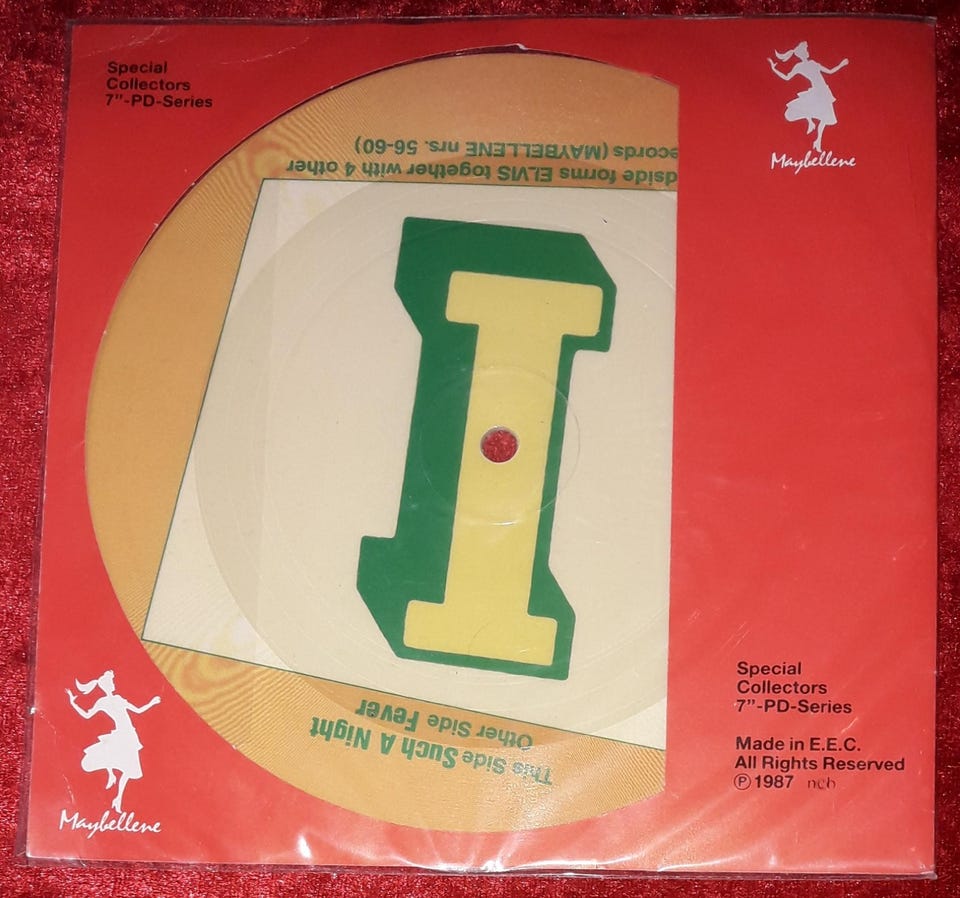 Special
Collectors
7"-PD-Series
Maybellene
This Side Such A Night
Other Side Fever
I
dside forms ELVIS together with 4 other
ecords (MAYBELLENE nrs. 56-60)
Maybellene
Special
Collectors
7"-PD-Series
Made in E.E.C.
All Rights Reserved
Ⓟ 1987 ncb